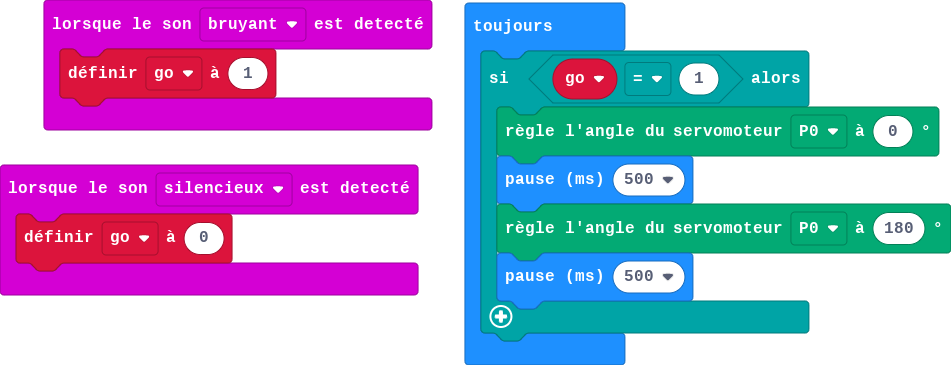 lorsque le son bruyant est detecté
définir go à 1
lorsque le son silencieux est detecté
définir go à 0
toujours
si go = 1 alors
règle l'angle du servomoteur P0 à 0 °
pause (ms) 500
règle l'angle du servomoteur P0 à 180 °
pause (ms) 500